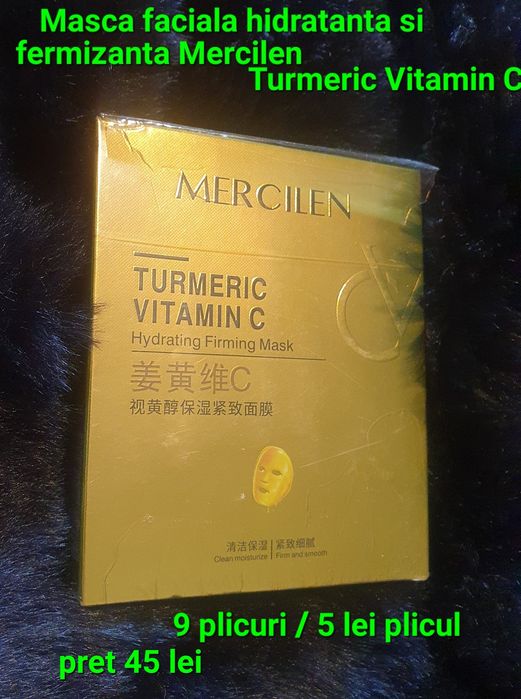 Masca faciala hidratanta si
fermizanta Mercilen
Turmeric Vitamin C
MERCILEN
TURMERIC
VITAMIN C
Hydrating Firming Mask
姜黄维C
视黄醇保湿紧致面膜
清洁保湿 | 紧致细腻
Clean moisturize | Firm and smooth
9 plicuri / 5 lei plicul
pret 45 lei